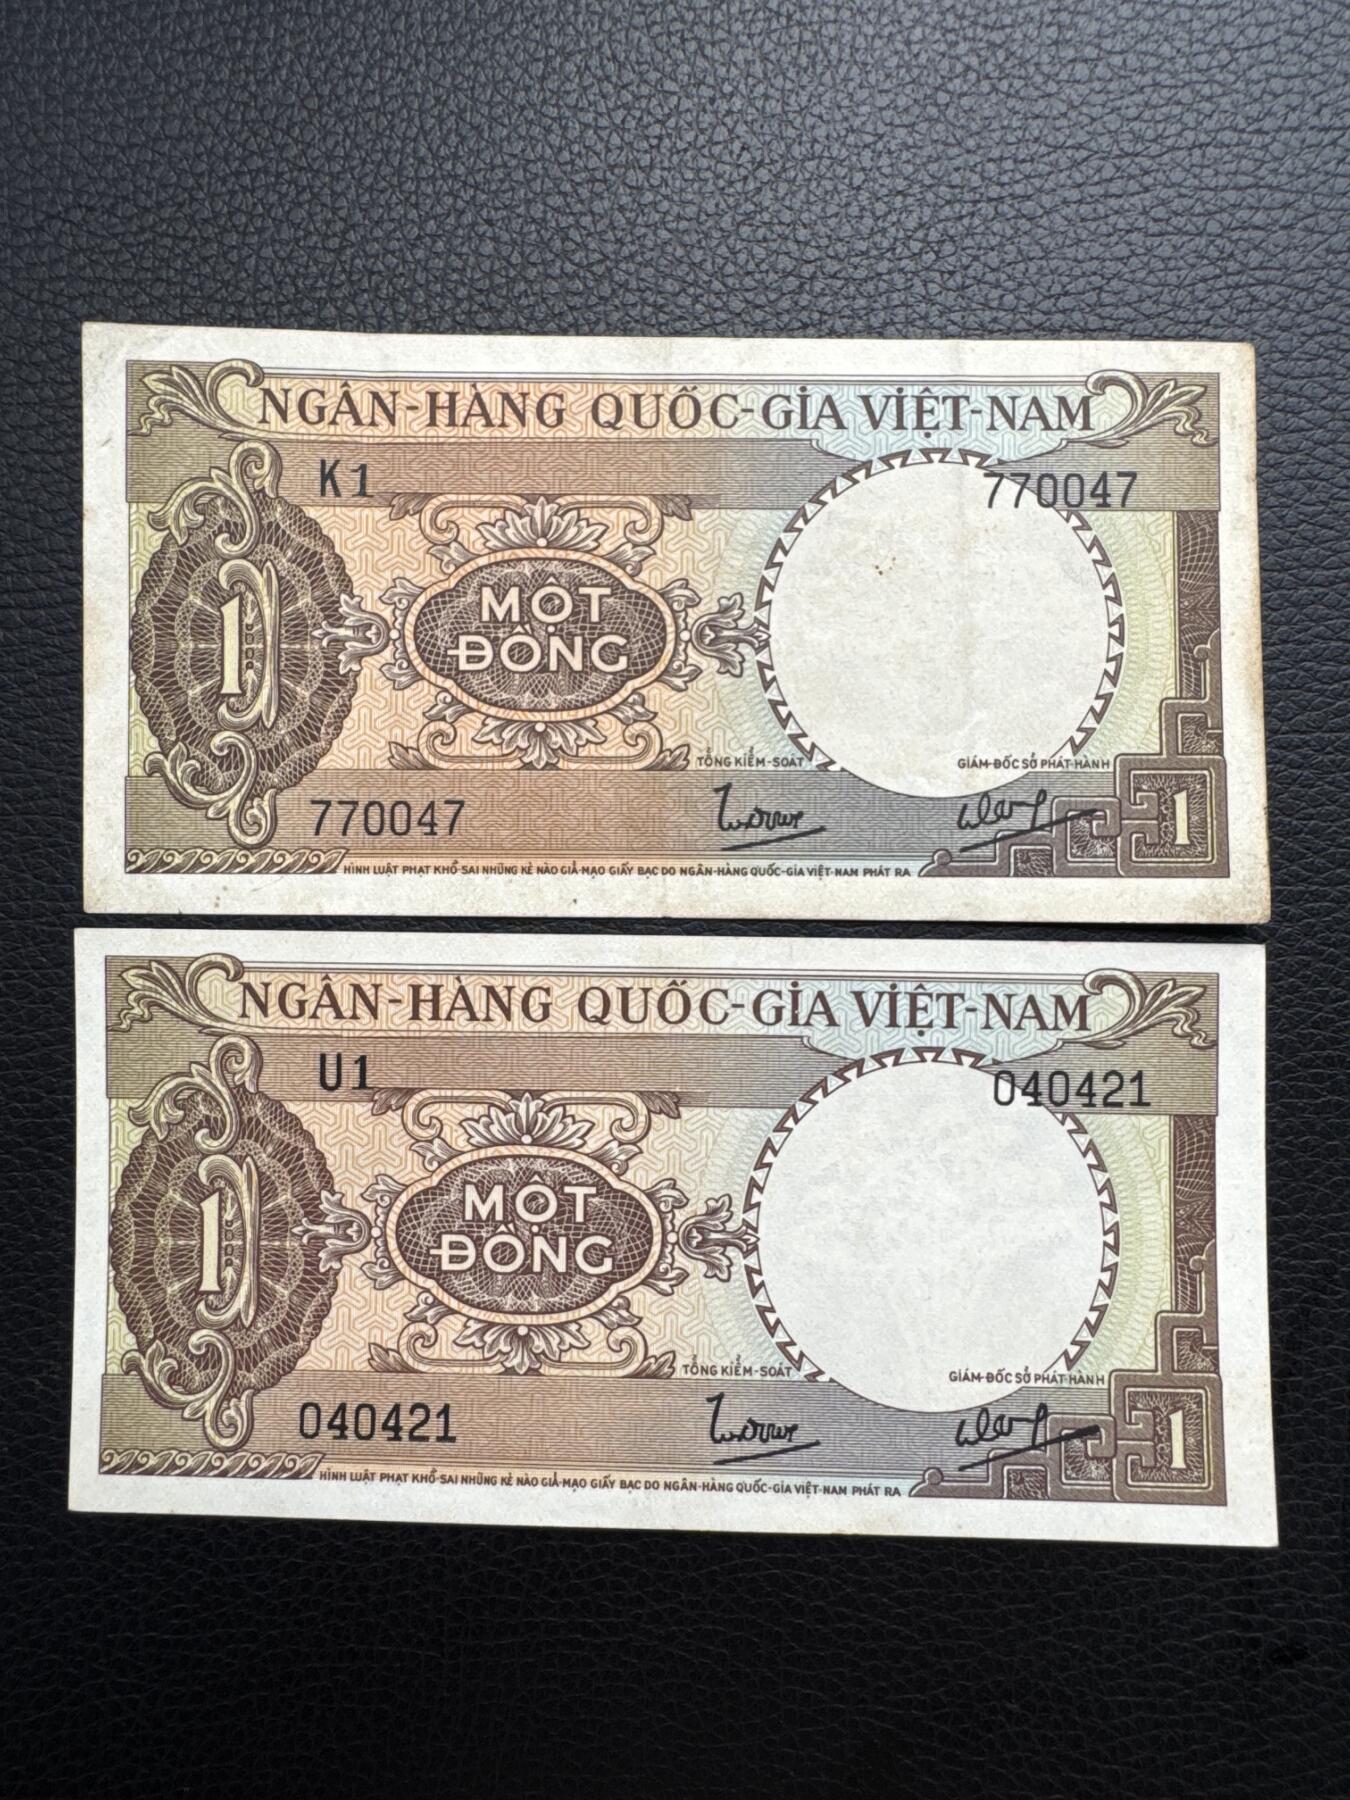 NGÂN-HÀNG QUỐC-GIA VIỆT-NAM
K1
770047
1
MỘT
ĐỒNG
TỔNG KIỂM-SOÁT
GIÁM-ĐỐC SỞ PHÁT-HÀNH
770047
1
HÌNH LUẬT PHẠT KHỔ-SAI NHỮNG KẺ NÀO GIẢ-MẠO GIẤY BẠC DO NGÂN-HÀNG QUỐC-GIA VIỆT-NAM PHÁT RA
NGÂN-HÀNG QUỐC-GIA VIỆT-NAM
U1
040421
1
MỘT
ĐỒNG
TỔNG KIỂM-SOÁT
GIÁM-ĐỐC SỞ PHÁT-HÀNH
040421
1
HÌNH LUẬT PHẠT KHỔ-SAI NHỮNG KẺ NÀO GIẢ-MẠO GIẤY BẠC DO NGÂN-HÀNG QUỐC-GIA VIỆT-NAM PHÁT RA